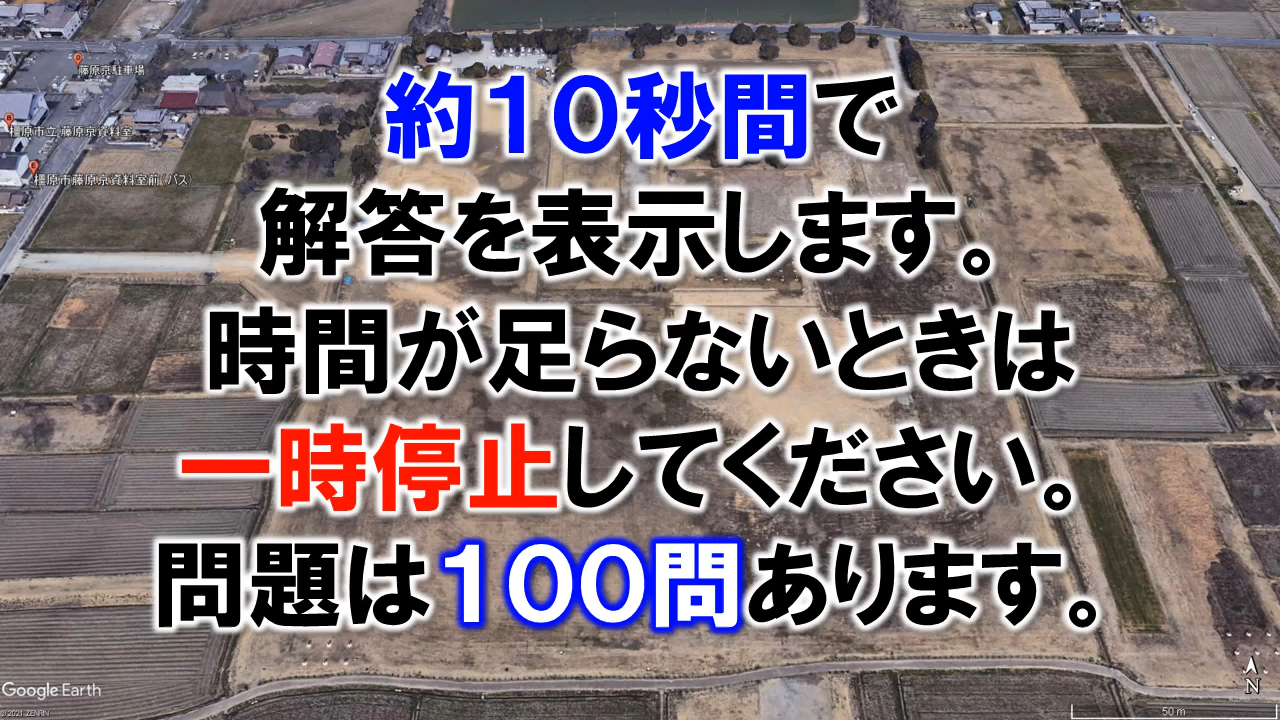 藤原京駐車場
約10秒間で
橿原市立 藤原京資料室
橿原市藤原京資料室前(バス)
解答を表示します。
時間が足らないときは
一時停止してください。
問題は100問あります。
Google Earth
© 2021 ZENRIN
N
50 m